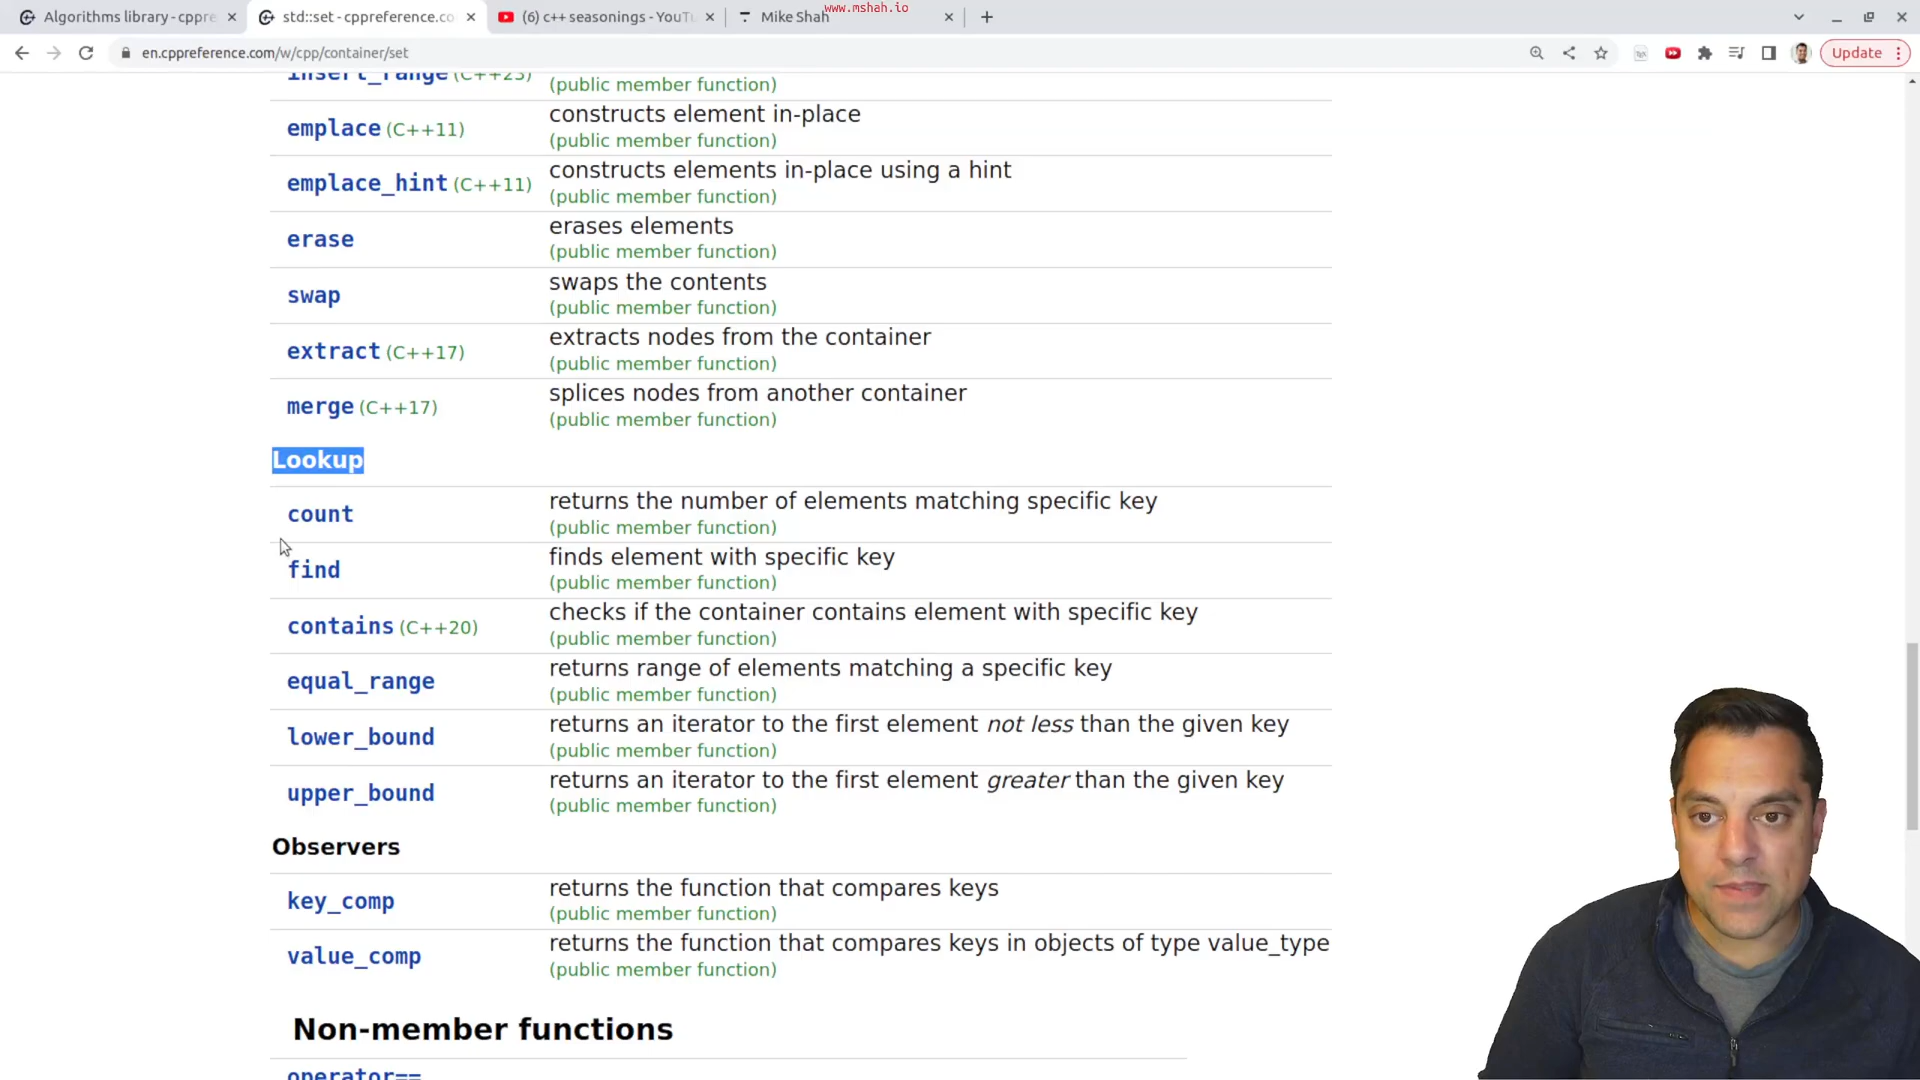 www.mshah.io
Algorithms library - cppre
std::set - cppreference.co
(6) c++ seasonings - YouTu
Mike Shah
en.cppreference.com/w/cpp/container/set
Update
insert_range (C++23)
(public member function)
emplace (C++11)
constructs element in-place
(public member function)
emplace_hint (C++11)
constructs elements in-place using a hint
(public member function)
erase
erases elements
(public member function)
swap
swaps the contents
(public member function)
extract (C++17)
extracts nodes from the container
(public member function)
merge (C++17)
splices nodes from another container
(public member function)
Lookup
count
returns the number of elements matching specific key
(public member function)
find
finds element with specific key
(public member function)
contains (C++20)
checks if the container contains element with specific key
(public member function)
equal_range
returns range of elements matching a specific key
(public member function)
lower_bound
returns an iterator to the first element not less than the given key
(public member function)
upper_bound
returns an iterator to the first element greater than the given key
(public member function)
Observers
key_comp
returns the function that compares keys
(public member function)
value_comp
returns the function that compares keys in objects of type value_type
(public member function)
Non-member functions
operator==